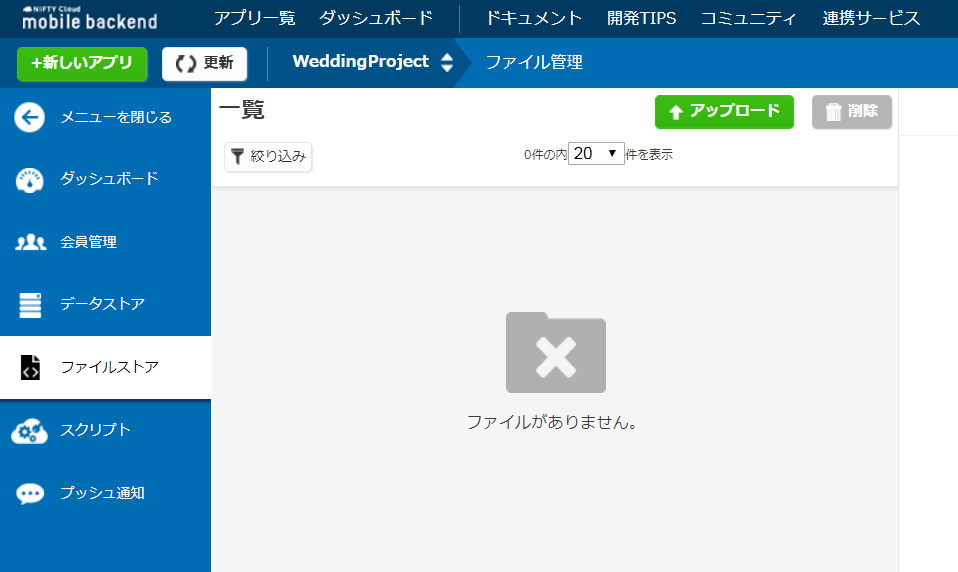 NIFTY Cloud
mobile backend
アプリ一覧 ダッシュボード ドキュメント 開発TIPS コミュニティ 連携サービス
+新しいアプリ 更新 WeddingProject ファイル管理
メニューを閉じる
ダッシュボード
会員管理
データストア
ファイルストア
スクリプト
プッシュ通知
一覧 アップロード 削除
絞り込み 0件の内 20 件を表示
ファイルがありません。